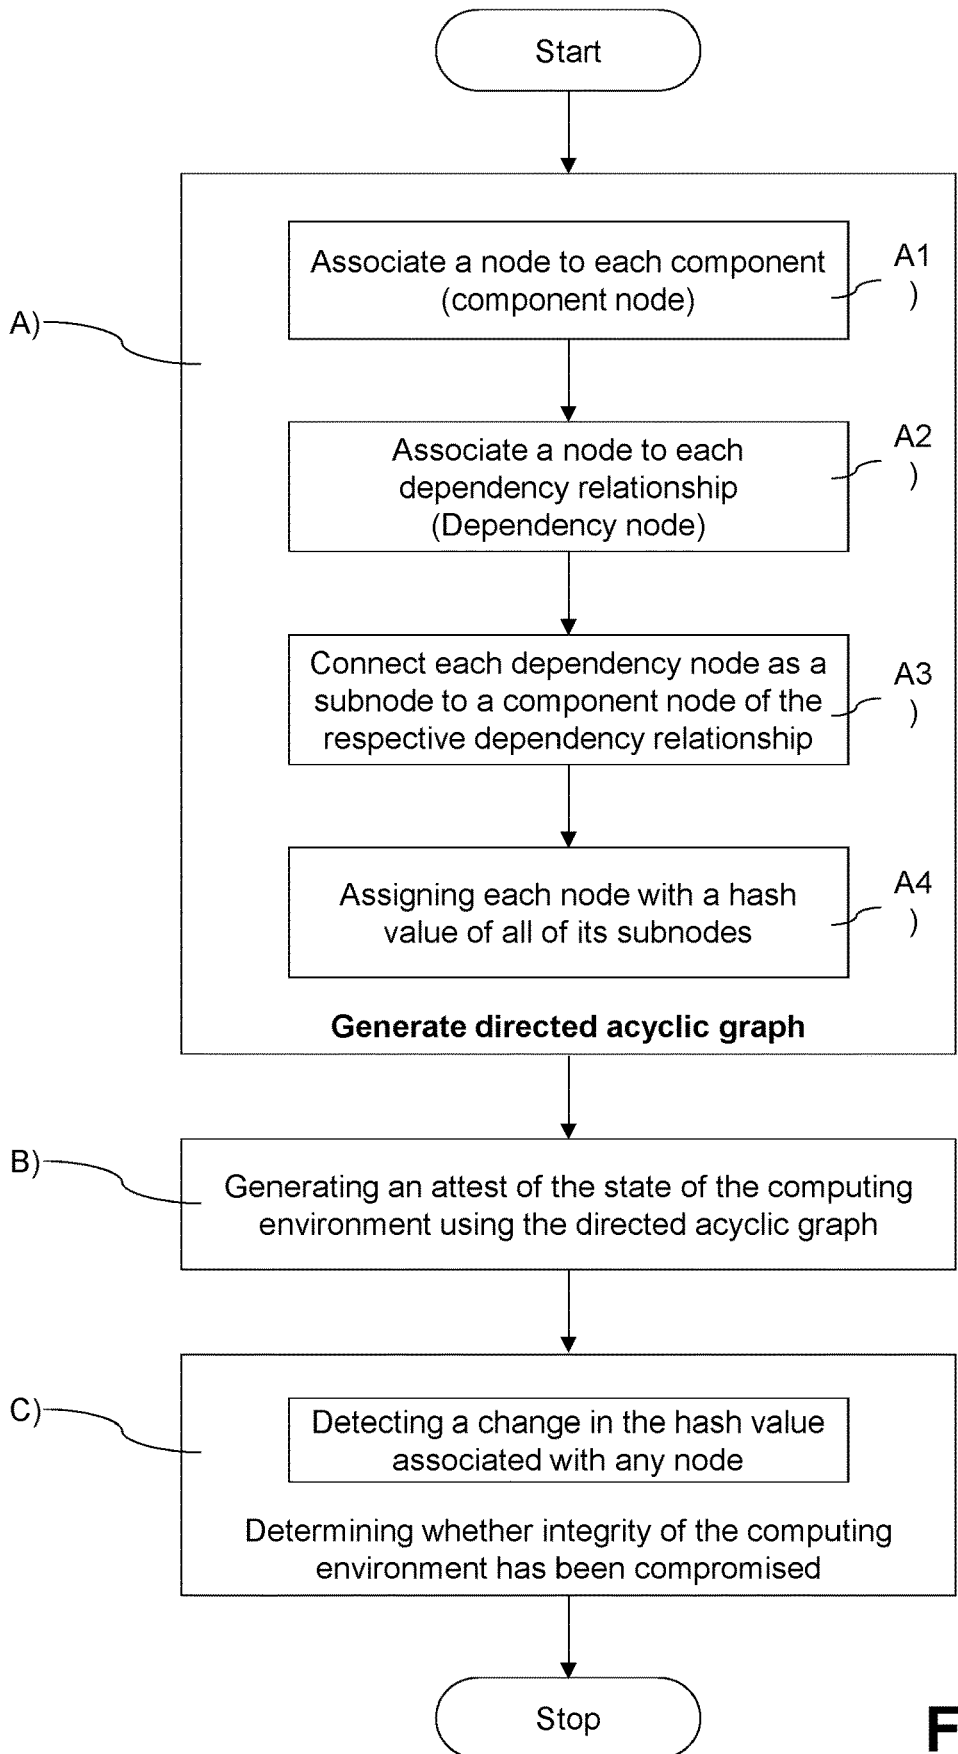 Start
Associate a node to each component
(component node)
A1
)
A)
Associate a node to each
dependency relationship
(Dependency node)
A2
)
Connect each dependency node as a
subnode to a component node of the
respective dependency relationship
A3
)
Assigning each node with a hash
value of all of its subnodes
A4
)
Generate directed acyclic graph
B)
Generating an attest of the state of the computing
environment using the directed acyclic graph
C)
Detecting a change in the hash value
associated with any node
Determining whether integrity of the computing
environment has been compromised
Stop
F